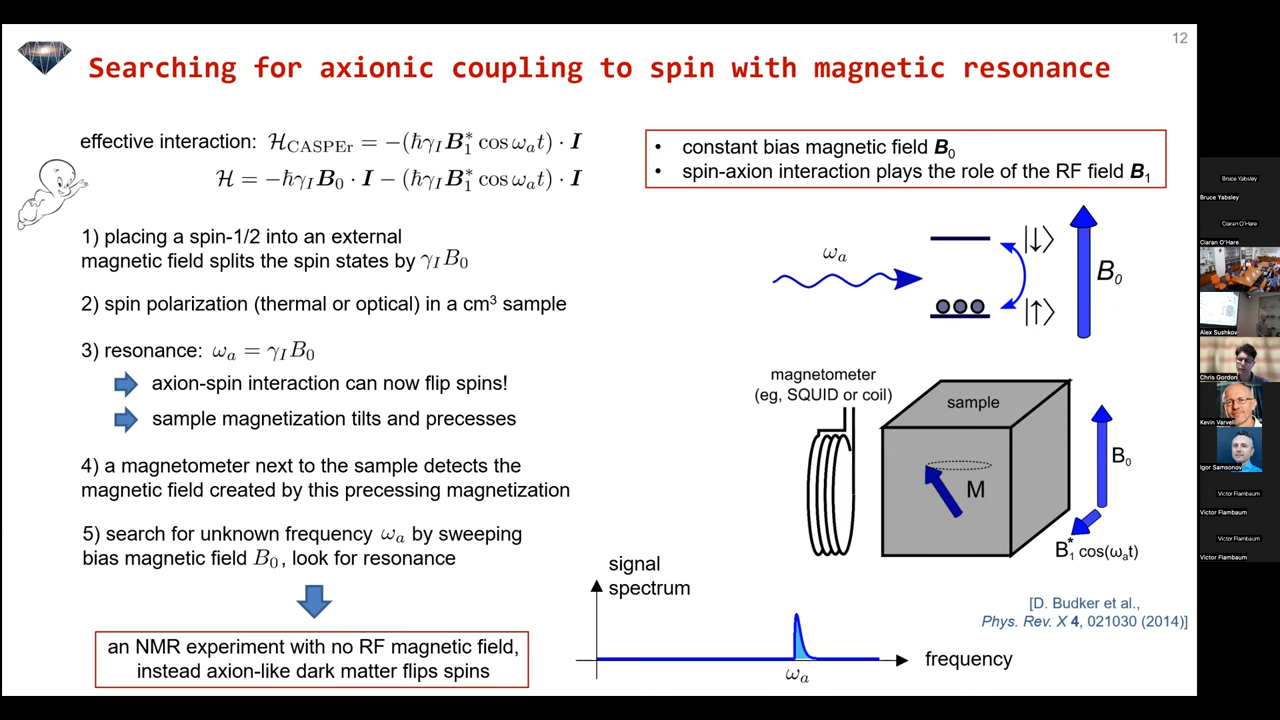 12
Searching for axionic coupling to spin with magnetic resonance
effective interaction: ℋ_CASPEr = −(ℏγ_I B₁* cos ω_a t) · I
ℋ = −ℏγ_I B₀ · I − (ℏγ_I B₁* cos ω_a t) · I
• constant bias magnetic field B₀
• spin-axion interaction plays the role of the RF field B₁
1) placing a spin-1/2 into an external
magnetic field splits the spin states by γ_I B₀
2) spin polarization (thermal or optical) in a cm³ sample
3) resonance: ω_a = γ_I B₀
axion-spin interaction can now flip spins!
sample magnetization tilts and precesses
4) a magnetometer next to the sample detects the
magnetic field created by this precessing magnetization
5) search for unknown frequency ω_a by sweeping
bias magnetic field B₀, look for resonance
an NMR experiment with no RF magnetic field,
instead axion-like dark matter flips spins
ω_a
|↓⟩
|↑⟩
B₀
magnetometer
(eg, SQUID or coil)
sample
M
B₀
B₁* cos(ω_a t)
signal
spectrum
ω_a
frequency
[D. Budker et al.,
Phys. Rev. X 4, 021030 (2014)]
Bruce Yabsley
Bruce Yabsley
Ciaran O'Hare
Ciaran O'Hare
Alex Sushkov
Chris Gordon
Kevin Varvell
Igor Samsonov
Victor Flambaum
Victor Flambaum
Victor Flambaum
Victor Flambaum